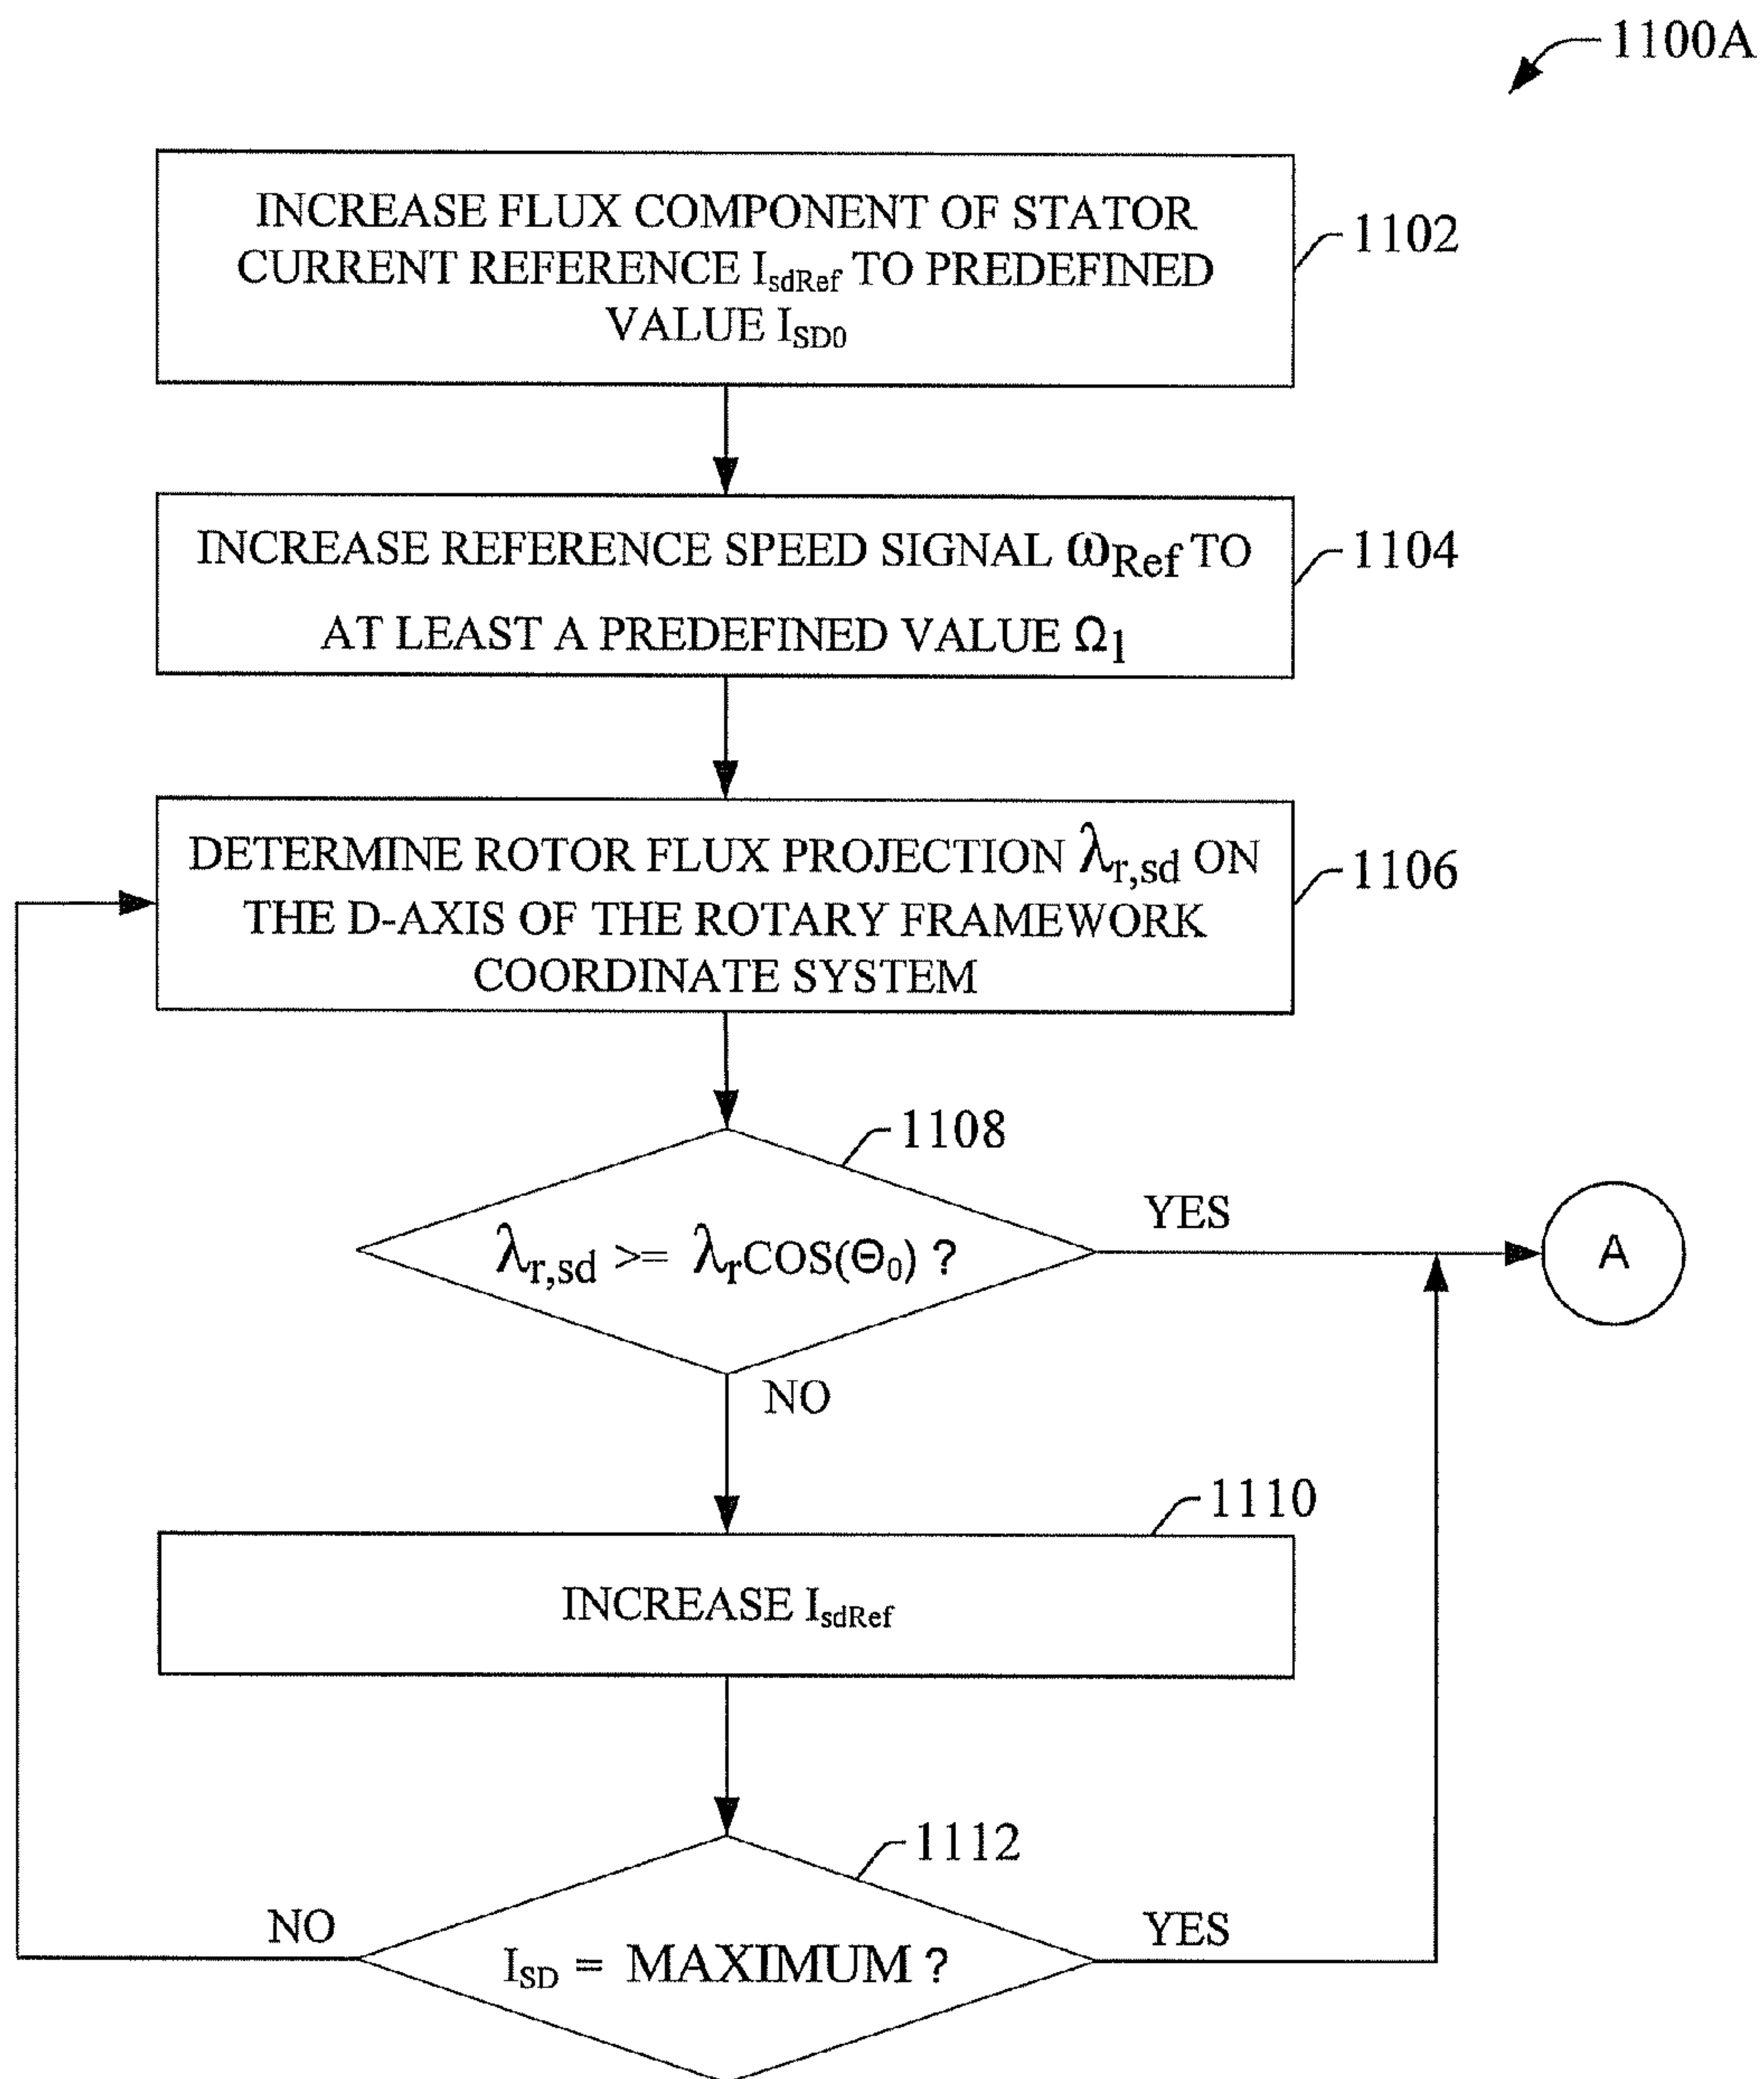 1100A
INCREASE FLUX COMPONENT OF STATOR
CURRENT REFERENCE IsdRef TO PREDEFINED
VALUE ISD0
1102
INCREASE REFERENCE SPEED SIGNAL ωRef TO
AT LEAST A PREDEFINED VALUE Ω1
1104
DETERMINE ROTOR FLUX PROJECTION λr,sd ON
THE D-AXIS OF THE ROTARY FRAMEWORK
COORDINATE SYSTEM
1106
1108
λr,sd >= λrCOS(Θ0) ?
YES
A
NO
1110
INCREASE IsdRef
1112
NO
ISD = MAXIMUM ?
YES